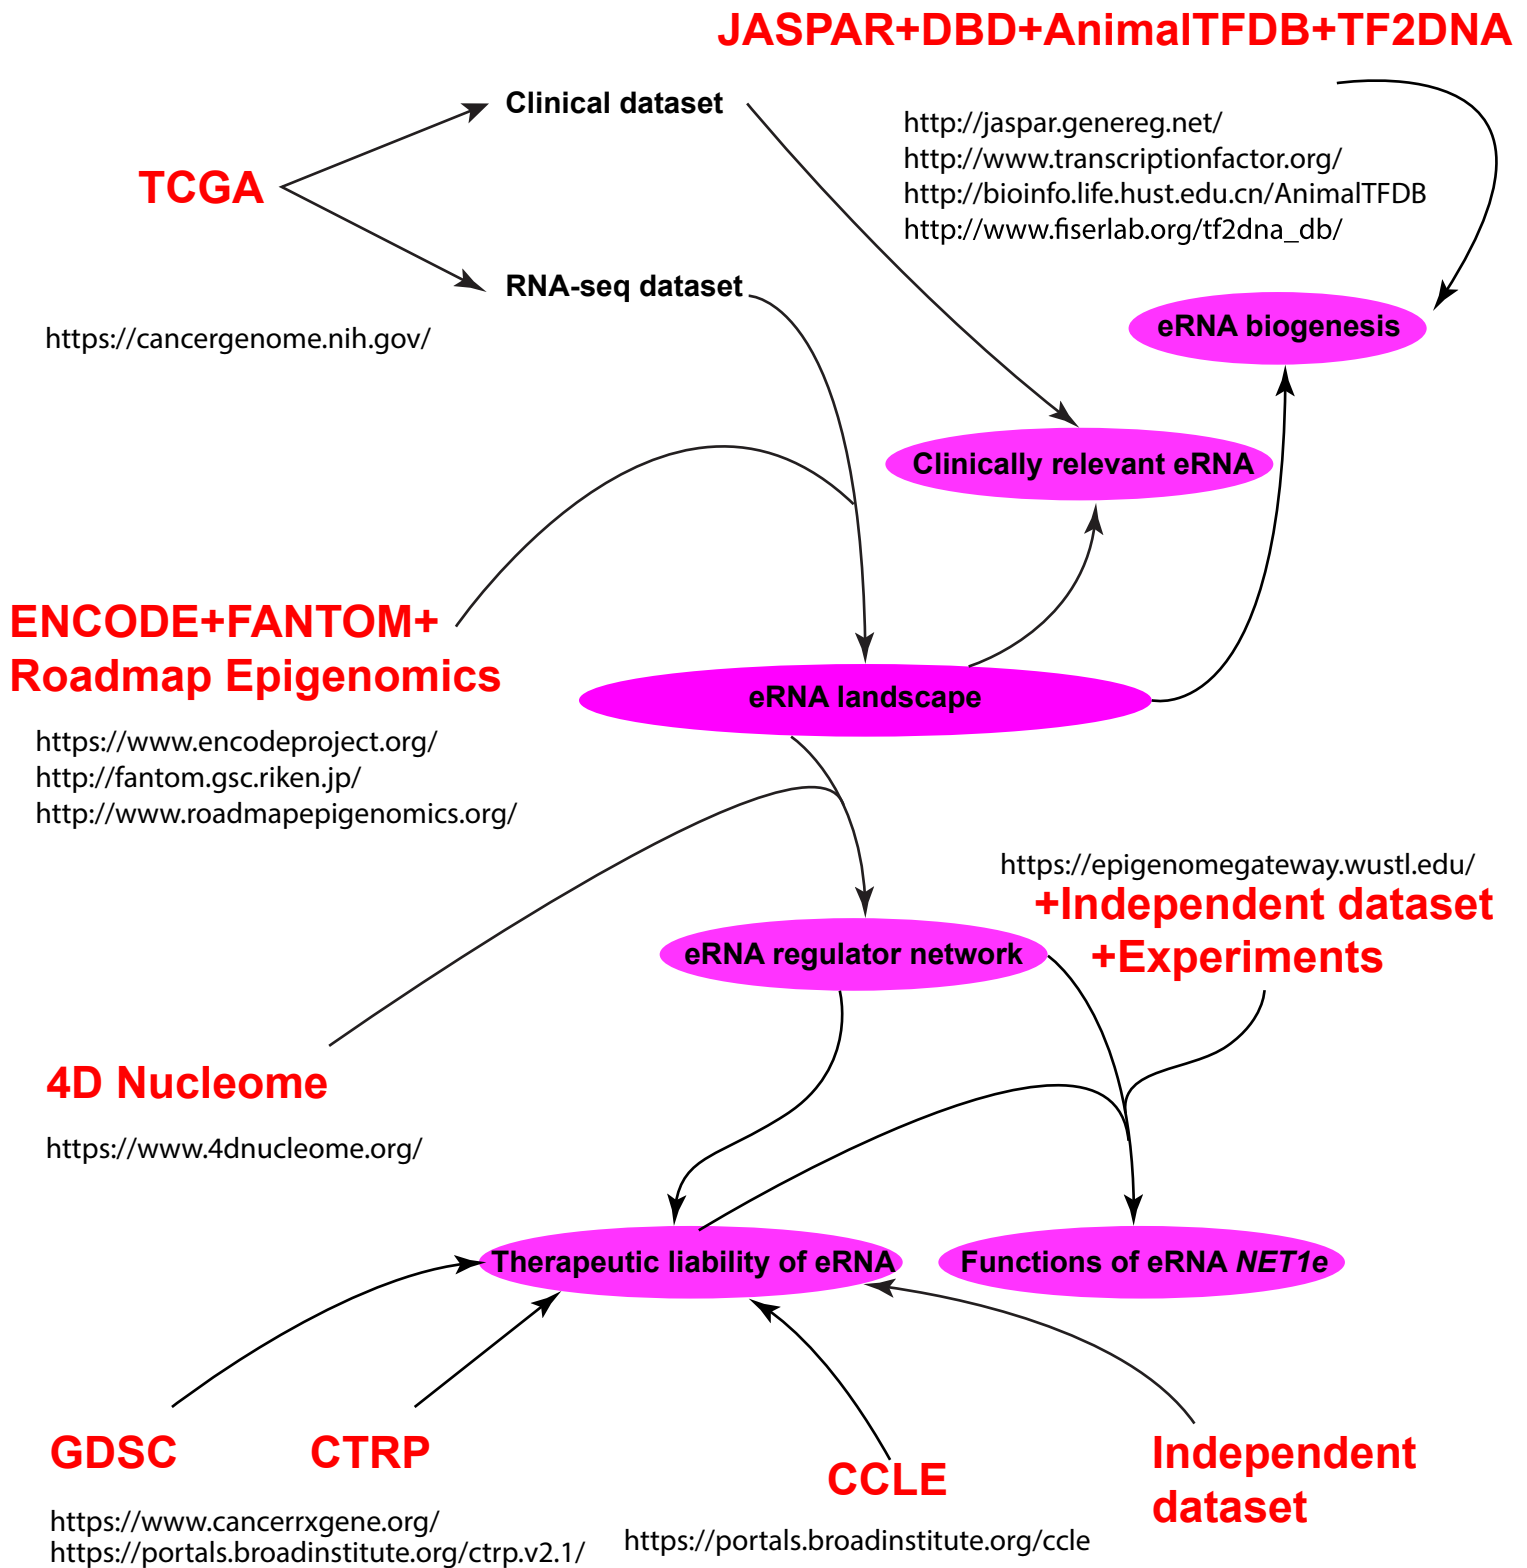 JASPAR+DBD+AnimalTFDB+TF2DNA
Clinical dataset
http://jaspar.genereg.net/
http://www.transcriptionfactor.org/
http://bioinfo.life.hust.edu.cn/AnimalTFDB
http://www.fiserlab.org/tf2dna_db/
TCGA
RNA-seq dataset
https://cancergenome.nih.gov/
eRNA biogenesis
Clinically relevant eRNA
ENCODE+FANTOM+
Roadmap Epigenomics
eRNA landscape
https://www.encodeproject.org/
http://fantom.gsc.riken.jp/
http://www.roadmapepigenomics.org/
https://epigenomegateway.wustl.edu/
+Independent dataset
+Experiments
eRNA regulator network
4D Nucleome
https://www.4dnucleome.org/
Therapeutic liability of eRNA
Functions of eRNA NET1e
GDSC
CTRP
CCLE
Independent
dataset
https://www.cancerrxgene.org/
https://portals.broadinstitute.org/ctrp.v2.1/
https://portals.broadinstitute.org/ccle